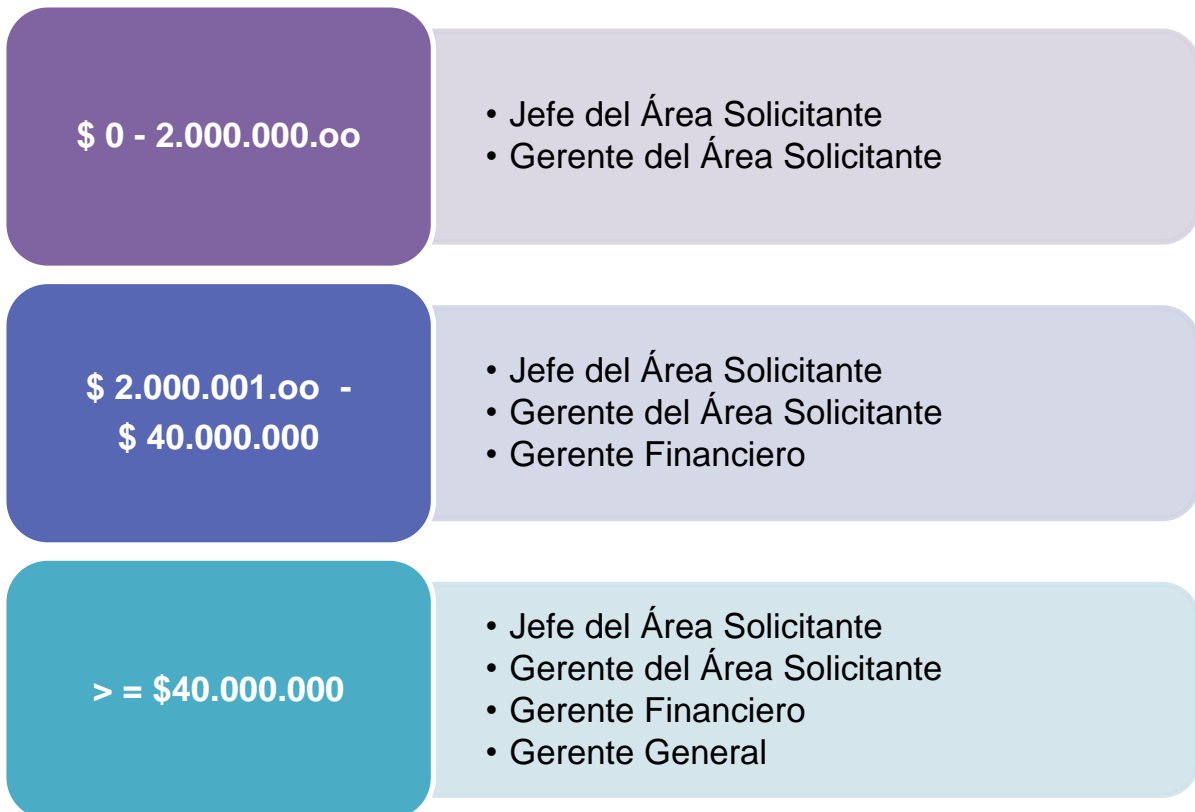 $ 0 - 2.000.000.oo
• Jefe del Área Solicitante
• Gerente del Área Solicitante
$ 2.000.001.oo -
$ 40.000.000
• Jefe del Área Solicitante
• Gerente del Área Solicitante
• Gerente Financiero
> = $40.000.000
• Jefe del Área Solicitante
• Gerente del Área Solicitante
• Gerente Financiero
• Gerente General